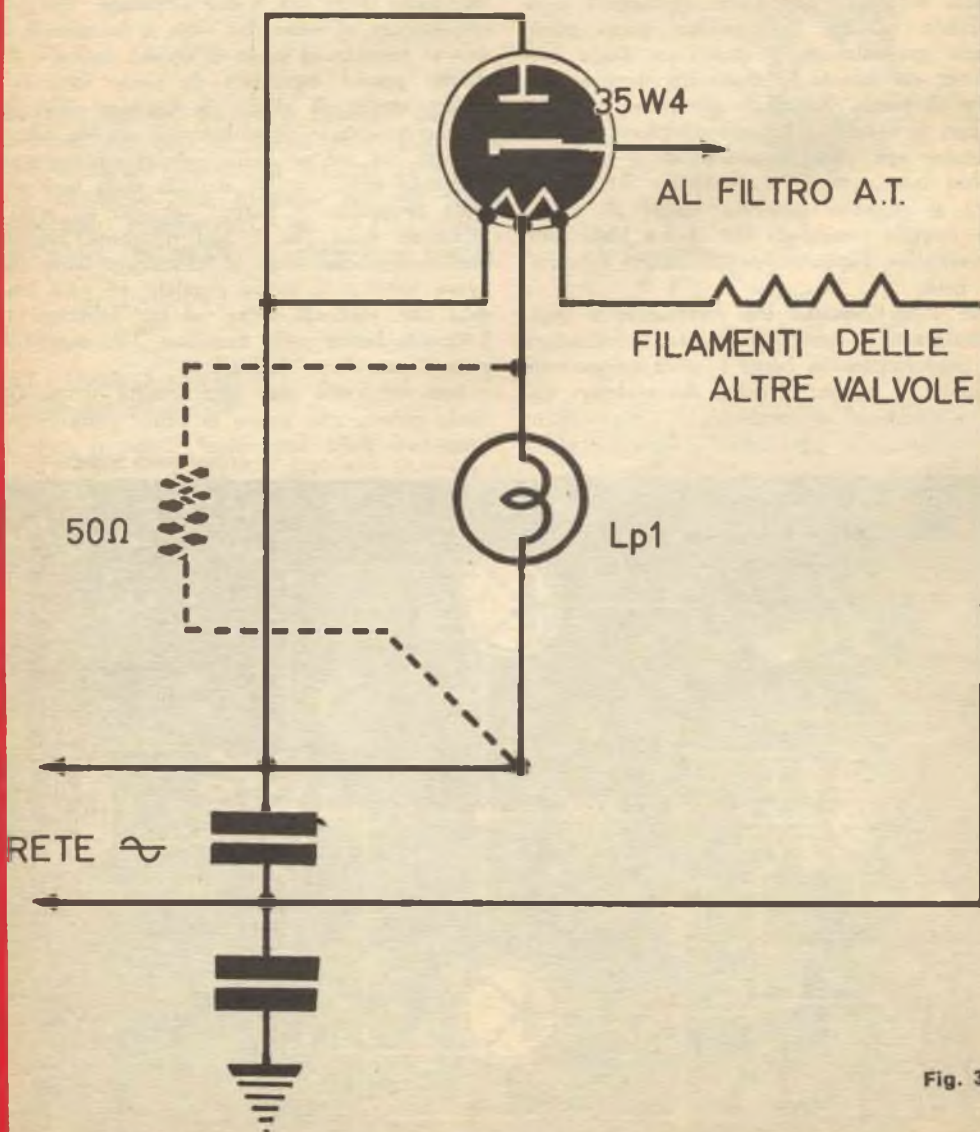 35W4
AL FILTRO A.T.
FILAMENTI DELLE
ALTRE VALVOLE
50Ω
Lp1
RETE
Fig. 3